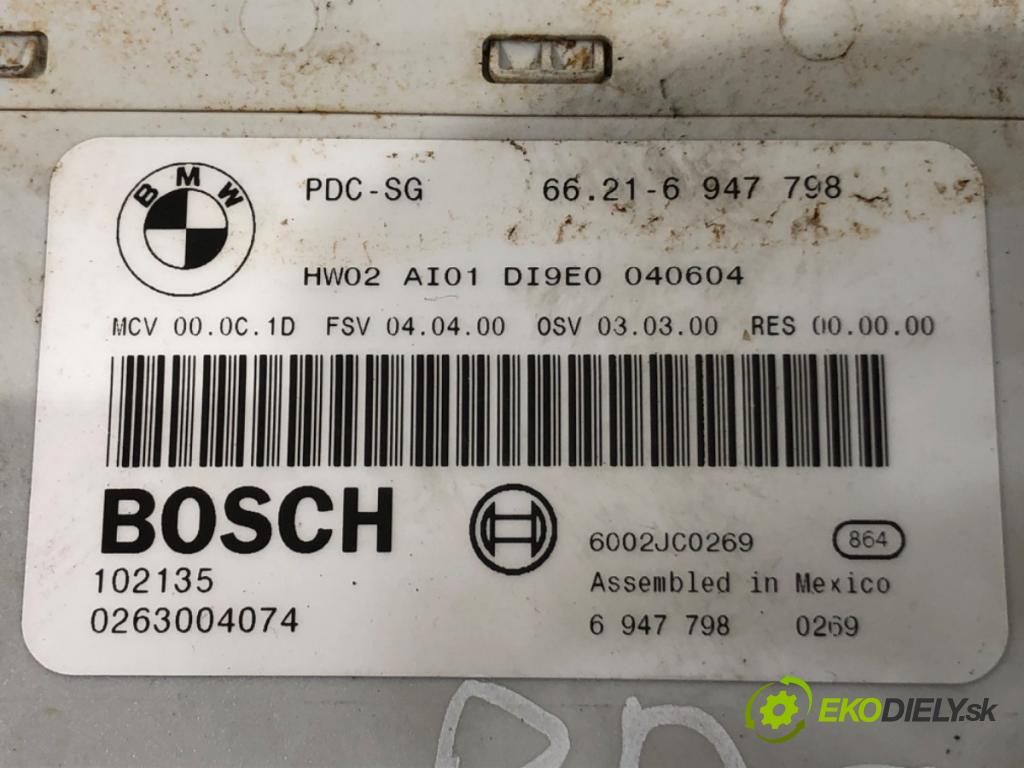 BMW
PDC-SG 66.21-6 947 798
HW02 AI01 DI9E0 040604
MCV 00.0C.1D FSV 04.04.00 OSV 03.03.00 RES 00.00.00
BOSCH
6002JC0269 864
102135 Assembled in Mexico
0263004074 6 947 798 0269
EKODIELY.sk